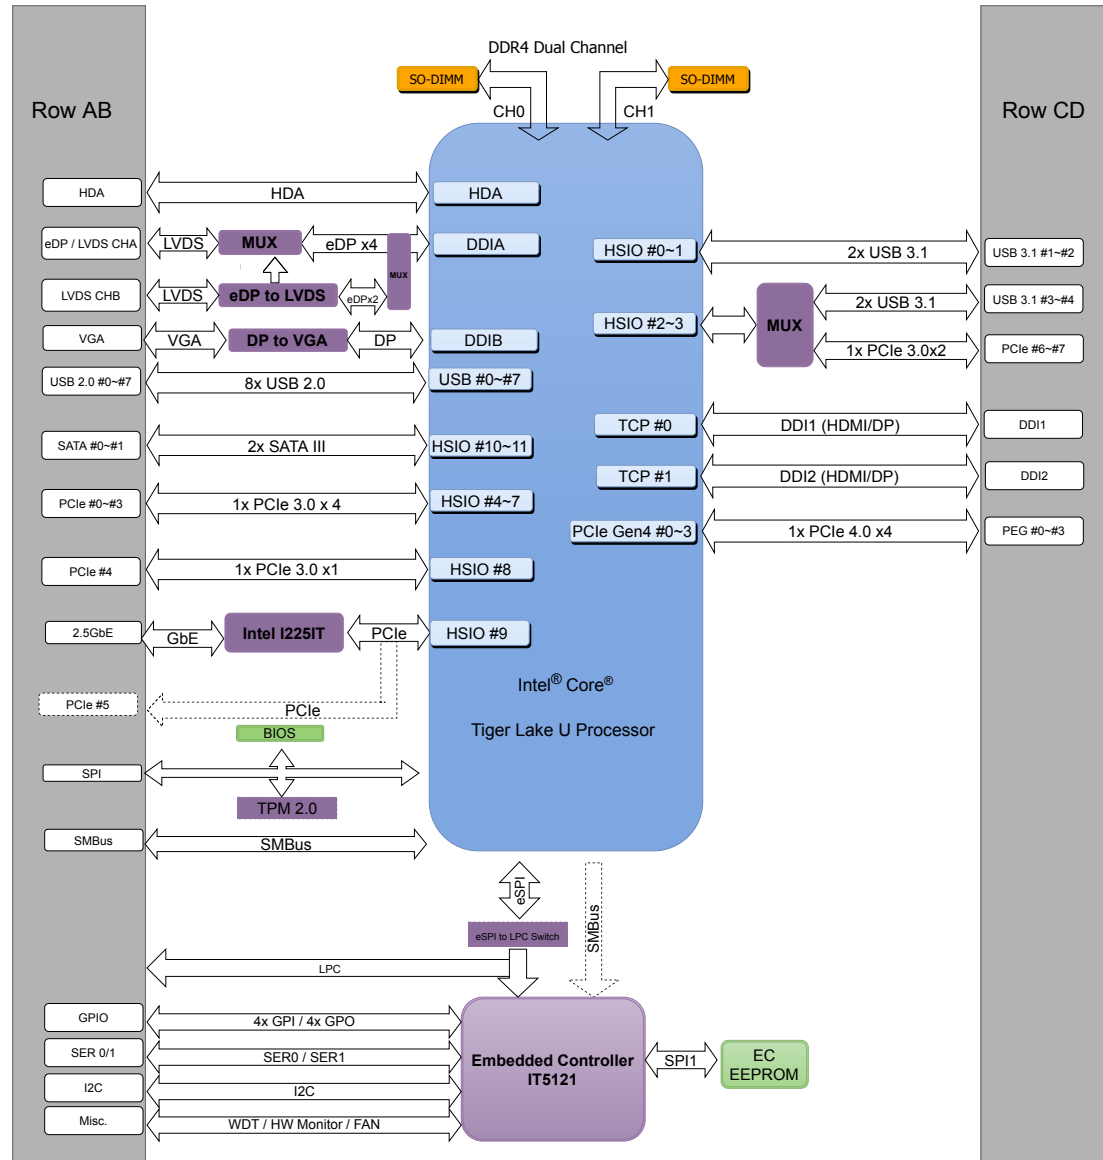 DDR4 Dual Channel
SO-DIMM
SO-DIMM
CH0
CH1
Row AB
Row CD
HDA
HDA
HDA
eDP / LVDS CHA
LVDS
MUX
eDP x4
DDIA
MUX
LVDS CHB
LVDS
eDP to LVDS
eDPx2
VGA
VGA
DP to VGA
DP
DDIB
USB 2.0 #0~#7
8x USB 2.0
USB #0~#7
SATA #0~#1
2x SATA III
HSIO #10~11
PCIe #0~#3
1x PCIe 3.0 x 4
HSIO #4~7
PCIe #4
1x PCIe 3.0 x1
HSIO #8
2.5GbE
GbE
Intel I225IT
PCIe
HSIO #9
PCIe #5
PCIe
BIOS
SPI
TPM 2.0
SMBus
SMBus
HSIO #0~1
2x USB 3.1
USB 3.1 #1~#2
HSIO #2~3
MUX
2x USB 3.1
USB 3.1 #3~#4
1x PCIe 3.0x2
PCIe #6~#7
TCP #0
DDI1 (HDMI/DP)
DDI1
TCP #1
DDI2 (HDMI/DP)
DDI2
PCIe Gen4 #0~3
1x PCIe 4.0 x4
PEG #0~#3
Intel® Core®
Tiger Lake U Processor
eSPI
SMBus
eSPI to LPC Switch
LPC
GPIO
4x GPI / 4x GPO
SER 0/1
SER0 / SER1
I2C
I2C
Misc.
WDT / HW Monitor / FAN
Embedded Controller
IT5121
SPI1
EC
EEPROM